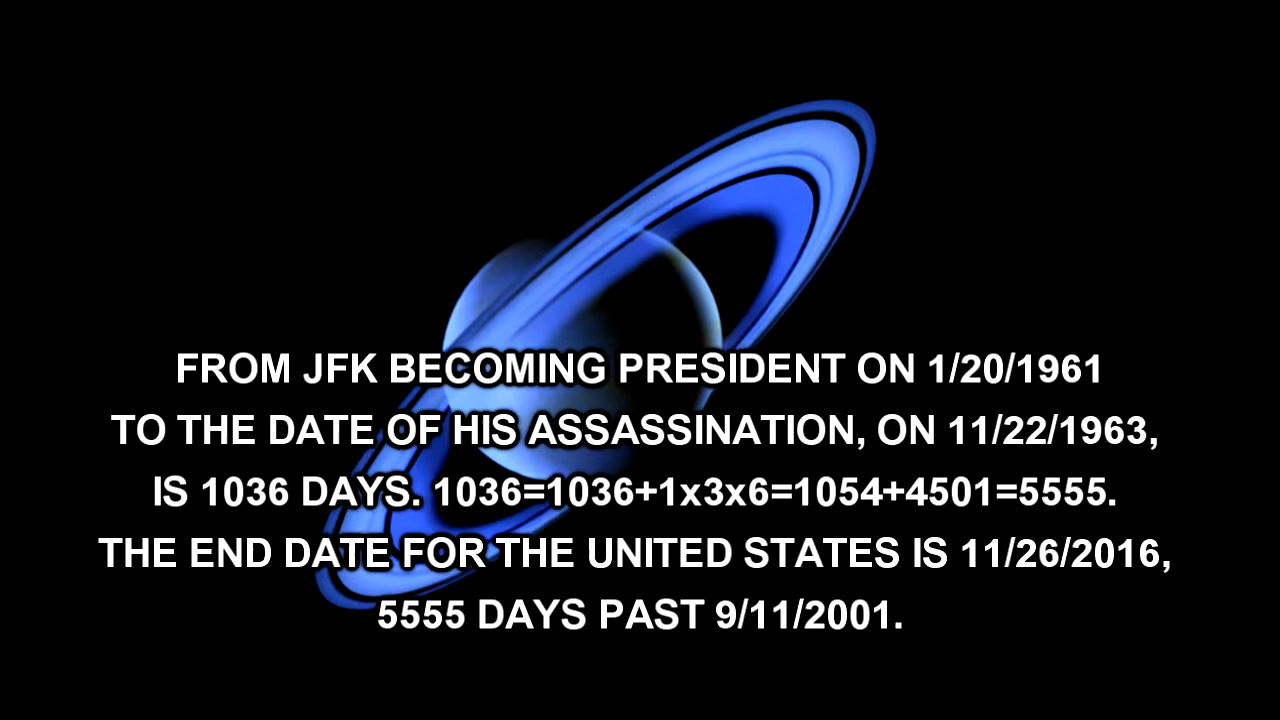 FROM JFK BECOMING PRESIDENT ON 1/20/1961
TO THE DATE OF HIS ASSASSINATION, ON 11/22/1963,
IS 1036 DAYS. 1036=1036+1x3x6=1054+4501=5555.
THE END DATE FOR THE UNITED STATES IS 11/26/2016,
5555 DAYS PAST 9/11/2001.